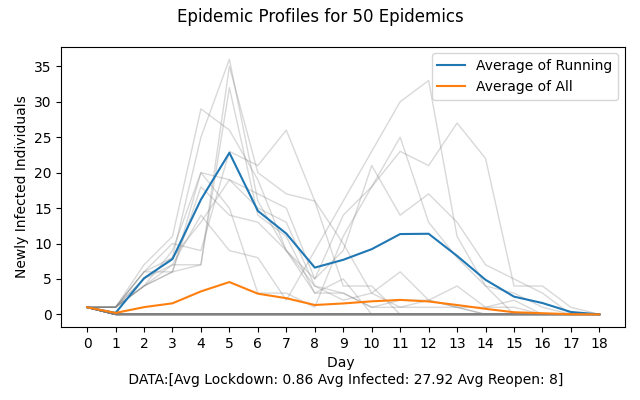 Epidemic Profiles for 50 Epidemics
Average of Running
Average of All
Newly Infected Individuals
35
30
25
20
15
10
5
0
0 1 2 3 4 5 6 7 8 9 10 11 12 13 14 15 16 17 18
Day
DATA:[Avg Lockdown: 0.86 Avg Infected: 27.92 Avg Reopen: 8]